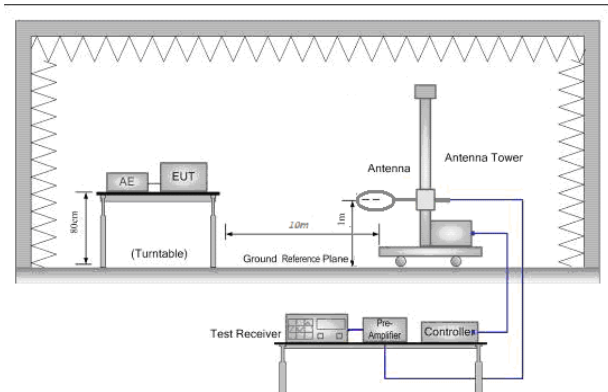 Antenna Tower
Antenna
AE
EUT
80cm
10m
1m
(Turntable)
Ground Reference Plane
Test Receiver
Pre-
Amplifier
Controller